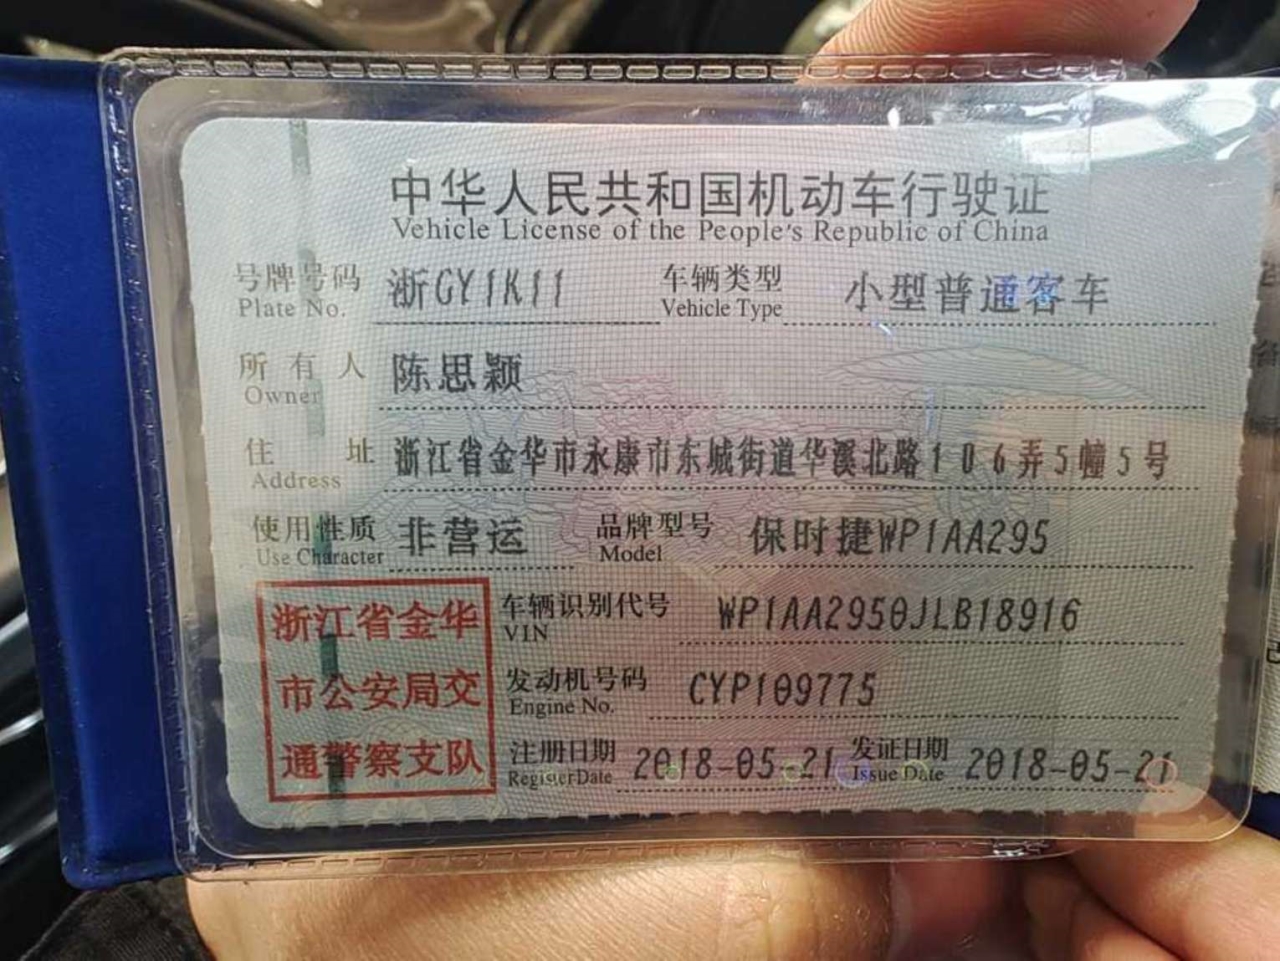 中华人民共和国机动车行驶证
Vehicle License of the People's Republic of China
号牌号码 浙GY1K11 车辆类型 小型普通客车
Plate No. Vehicle Type
所有人 陈思颖
Owner
住址 浙江省金华市永康市东城街道华溪北路106弄5幢5号
Address
使用性质 非营运 品牌型号 保时捷WP1AA295
Use Character Model
浙江省金华 车辆识别代号 WP1AA2950JLB18916
VIN
市公安局交 发动机号码 CYP109775
Engine No.
通警察支队 注册日期 2018-05-21 发证日期 2018-05-21
Register Date Issue Date